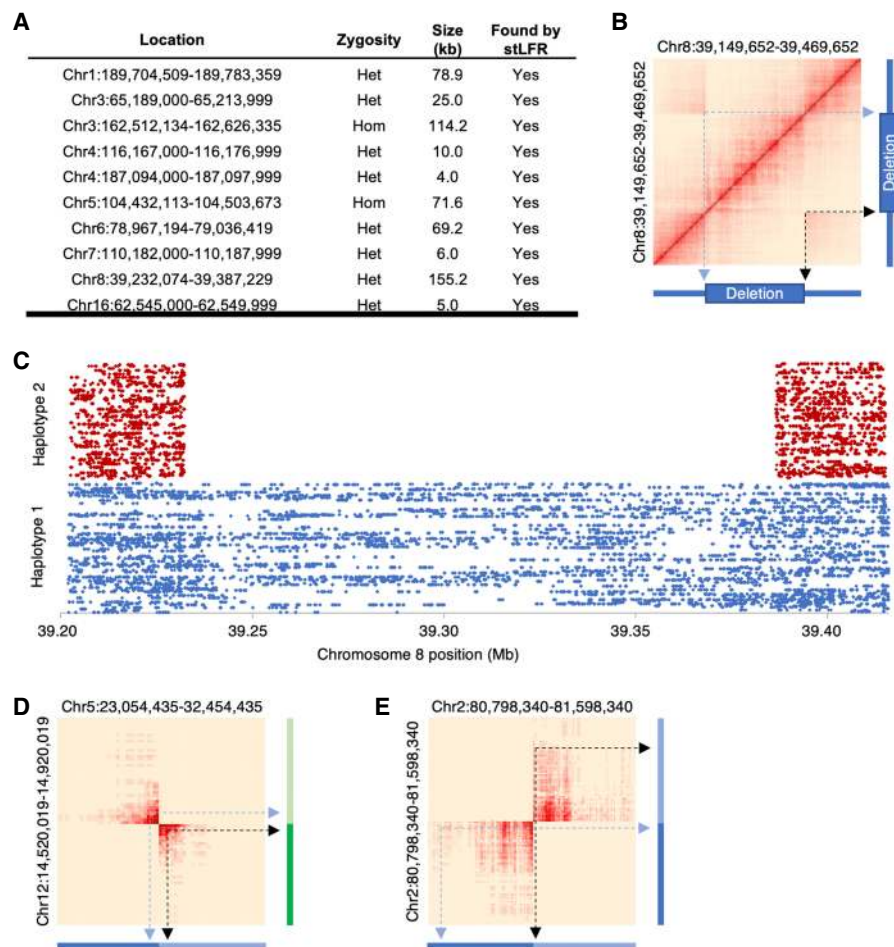 A
Location Zygosity Size (kb) Found by stLFR
Chr1:189,704,509-189,783,359 Het 78.9 Yes
Chr3:65,189,000-65,213,999 Het 25.0 Yes
Chr3:162,512,134-162,626,335 Hom 114.2 Yes
Chr4:116,167,000-116,176,999 Het 10.0 Yes
Chr4:187,094,000-187,097,999 Het 4.0 Yes
Chr5:104,432,113-104,503,673 Hom 71.6 Yes
Chr6:78,967,194-79,036,419 Het 69.2 Yes
Chr7:110,182,000-110,187,999 Het 6.0 Yes
Chr8:39,232,074-39,387,229 Het 155.2 Yes
Chr16:62,545,000-62,549,999 Het 5.0 Yes
B
Chr8:39,149,652-39,469,652
Chr8:39,149,652-39,469,652
Deletion
Deletion
C
Haplotype 2
Haplotype 1
39.20 39.25 39.30 39.35 39.40
Chromosome 8 position (Mb)
D
Chr5:23,054,435-32,454,435
Chr12:14,520,019-14,920,019
E
Chr2:80,798,340-81,598,340
Chr2:80,798,340-81,598,340